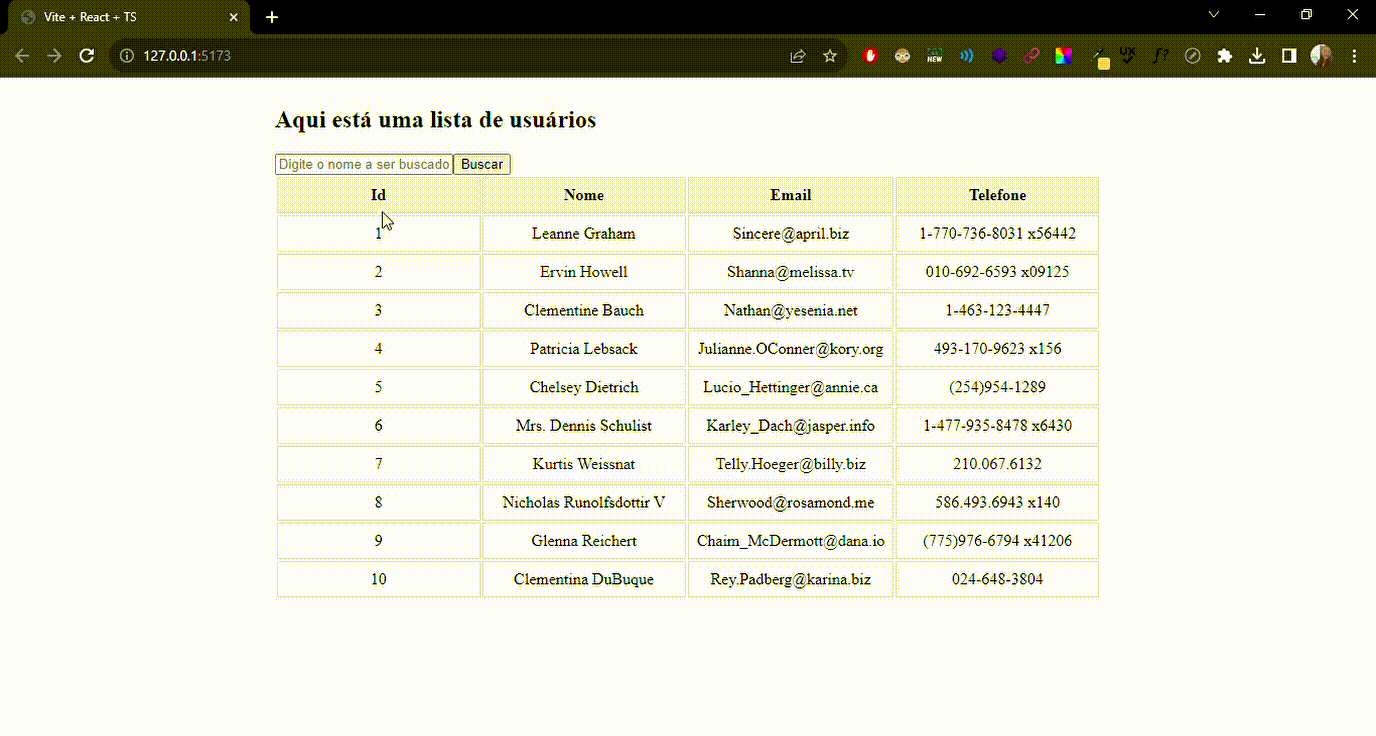 Vite + React + TS
127.0.0.1:5173
NEW
UX
f?
Aqui está uma lista de usuários
Digite o nome a ser buscado Buscar
Id Nome Email Telefone
1 Leanne Graham Sincere@april.biz 1-770-736-8031 x56442
2 Ervin Howell Shanna@melissa.tv 010-692-6593 x09125
3 Clementine Bauch Nathan@yesenia.net 1-463-123-4447
4 Patricia Lebsack Julianne.OConner@kory.org 493-170-9623 x156
5 Chelsey Dietrich Lucio_Hettinger@annie.ca (254)954-1289
6 Mrs. Dennis Schulist Karley_Dach@jasper.info 1-477-935-8478 x6430
7 Kurtis Weissnat Telly.Hoeger@billy.biz 210.067.6132
8 Nicholas Runolfsdottir V Sherwood@rosamond.me 586.493.6943 x140
9 Glenna Reichert Chaim_McDermott@dana.io (775)976-6794 x41206
10 Clementina DuBuque Rey.Padberg@karina.biz 024-648-3804